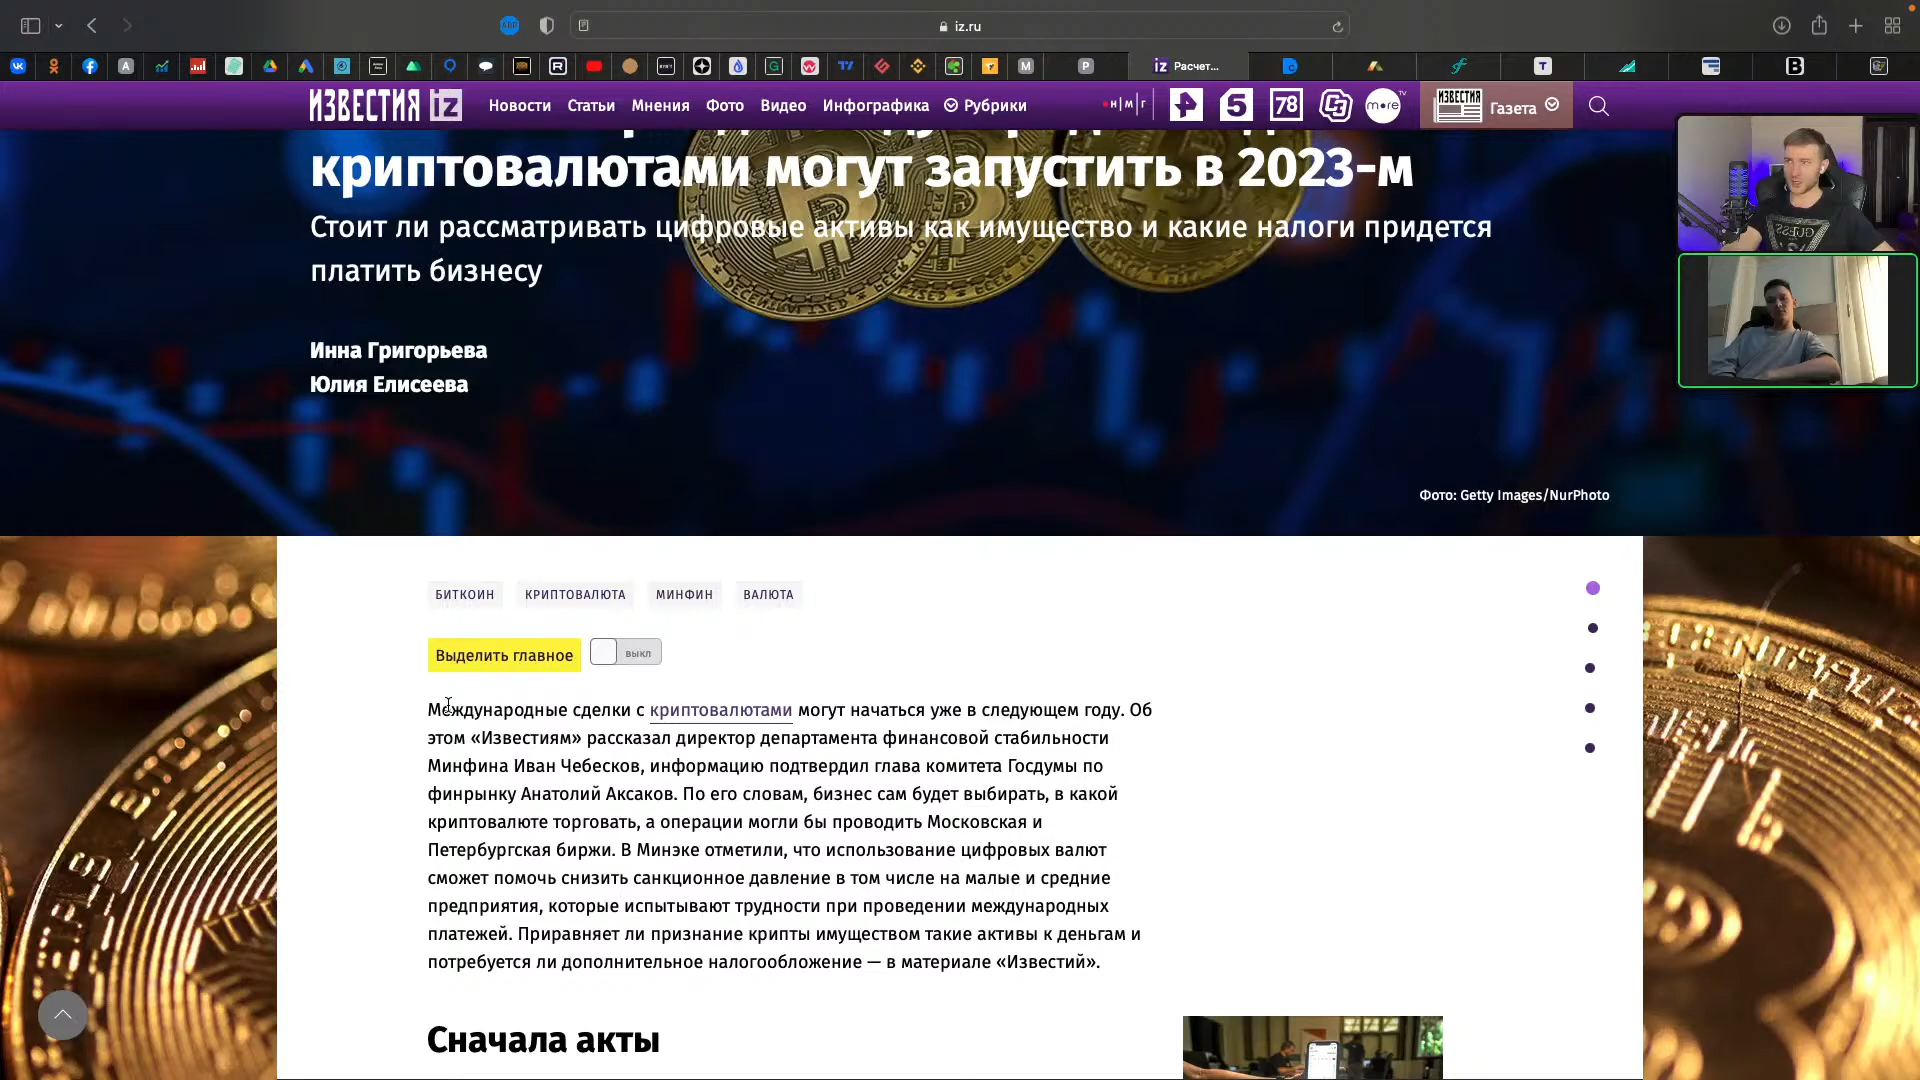 iz.ru
Расчет...
ИЗВЕСТИЯ iz
Новости Статьи Мнения Фото Видео Инфографика Рубрики
Н|М|Г
5
78
more
TV
ИЗВЕСТИЯ
Газета
криптовалютами могут запустить в 2023-м
Стоит ли рассматривать цифровые активы как имущество и какие налоги придется
платить бизнесу
Инна Григорьева
Юлия Елисеева
Фото: Getty Images/NurPhoto
БИТКОИН КРИПТОВАЛЮТА МИНФИН ВАЛЮТА
Выделить главное ВЫКЛ
Международные сделки с криптовалютами могут начаться уже в следующем году. Об
этом «Известиям» рассказал директор департамента финансовой стабильности
Минфина Иван Чебесков, информацию подтвердил глава комитета Госдумы по
финрынку Анатолий Аксаков. По его словам, бизнес сам будет выбирать, в какой
криптовалюте торговать, а операции могли бы проводить Московская и
Петербургская биржи. В Минэке отметили, что использование цифровых валют
сможет помочь снизить санкционное давление в том числе на малые и средние
предприятия, которые испытывают трудности при проведении международных
платежей. Приравняет ли признание крипты имуществом такие активы к деньгам и
потребуется ли дополнительное налогообложение — в материале «Известий».
Сначала акты